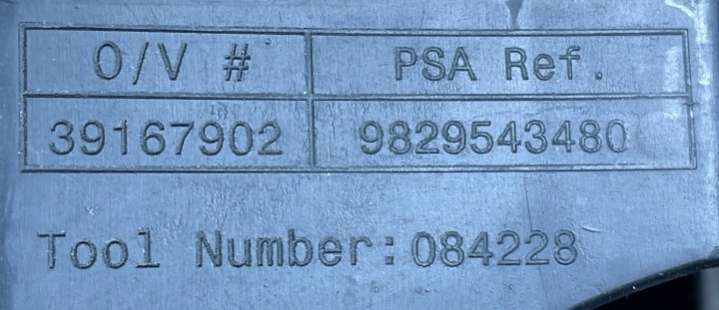 O/V # PSA Ref.
39167902 9829543480
Tool Number:084228